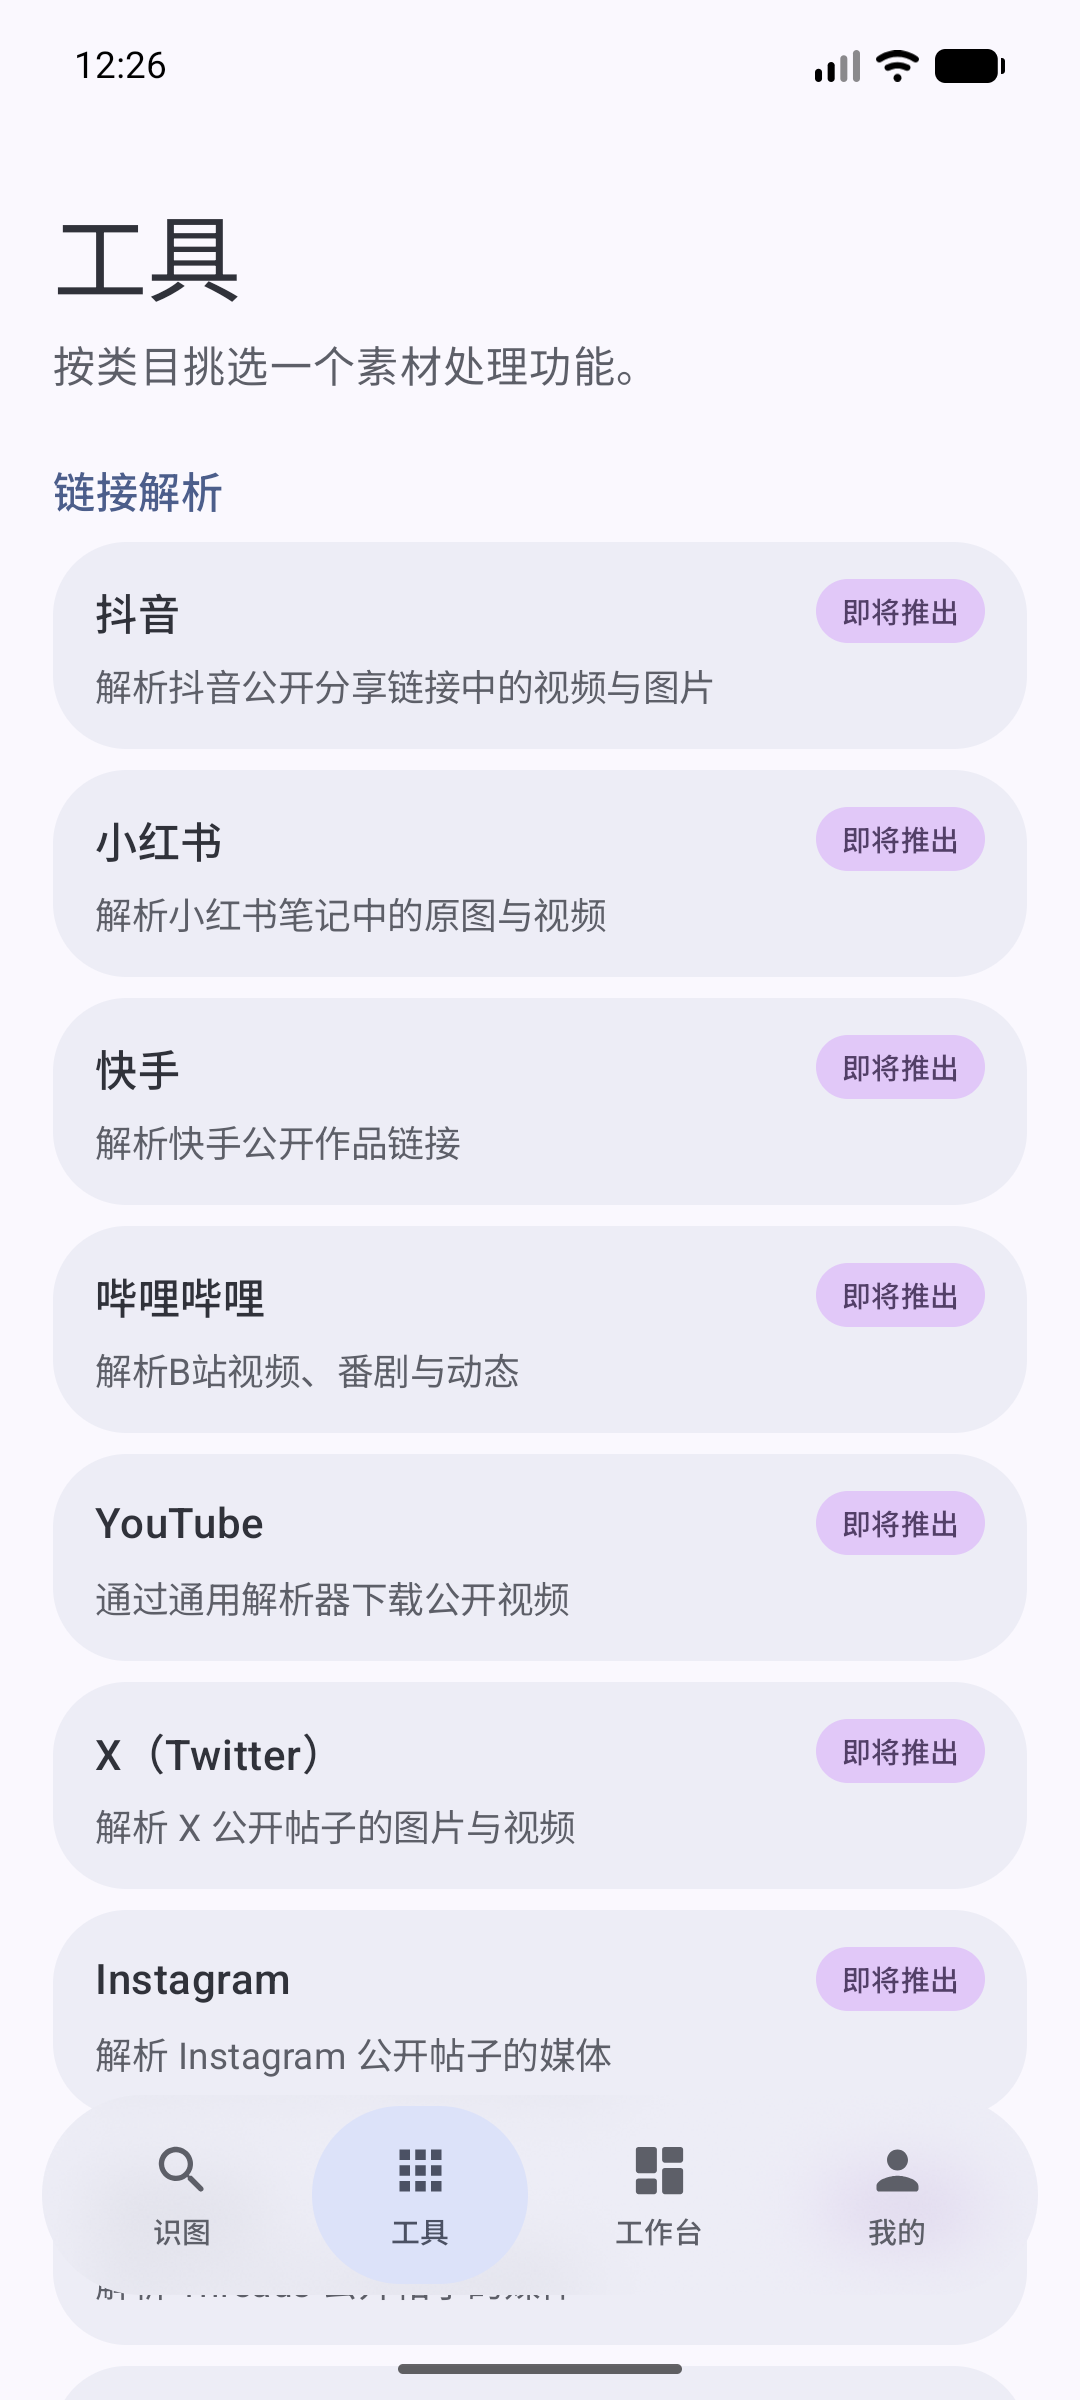 12:26
工具
按类目挑选一个素材处理功能。
链接解析
抖音
即将推出
解析抖音公开分享链接中的视频与图片
小红书
即将推出
解析小红书笔记中的原图与视频
快手
即将推出
解析快手公开作品链接
哔哩哔哩
即将推出
解析B站视频、番剧与动态
YouTube
即将推出
通过通用解析器下载公开视频
X（Twitter）
即将推出
解析 X 公开帖子的图片与视频
Instagram
即将推出
解析 Instagram 公开帖子的媒体
识图
工具
工作台
我的